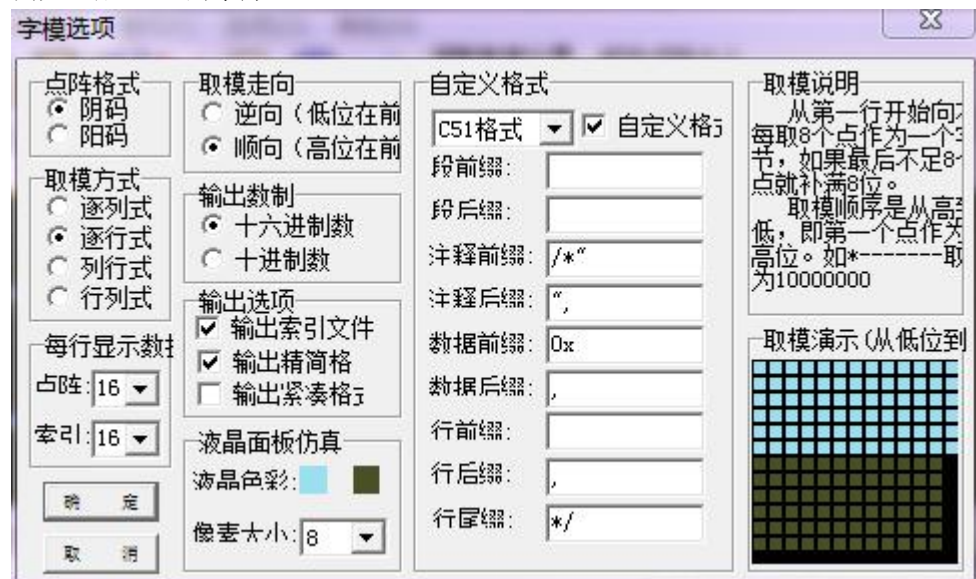 字模选项
点阵格式
阴码
阳码
取模方式
逐列式
逐行式
列行式
行列式
每行显示数
点阵:
16
索引:
16
确 定
取 消
取模走向
逆向(低位在前
顺向(高位在前
输出数制
十六进制数
十进制数
输出选项
输出索引文件
输出精简格
输出紧凑格
液晶面板仿真
液晶色彩:
像素大小:
8
自定义格式
C51格式
自定义格
段前缀:
段后缀:
注释前缀:
/*"
注释后缀:
",
数据前缀:
0x
数据后缀:
,
行前缀:
行后缀:
,
行尾缀:
*/
取模说明
从第一行开始向
每取8个点作为一个
节，如果最后不足8
点就补满8位。
取模顺序是从高
低，即第一个点作为
高位。如*-------取
为10000000
取模演示(从低位到